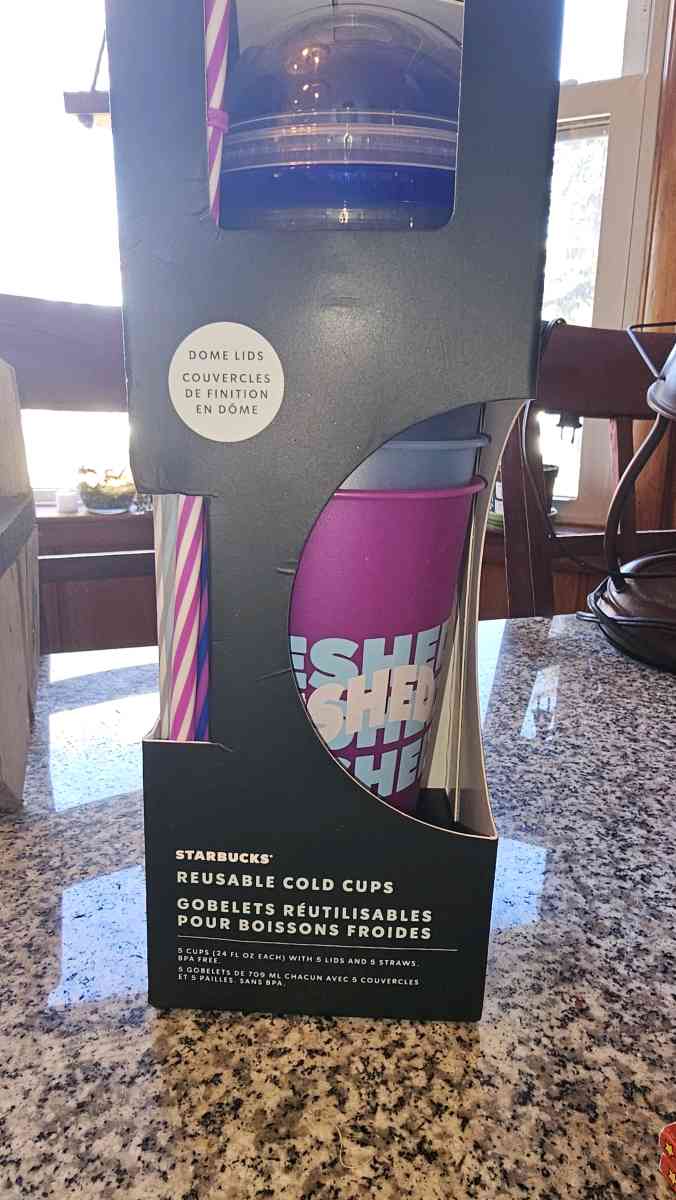 DOME LIDS
COUVERCLES
DE FINITION
EN DÔME
ESHED
SHED
SHED
SHE
STARBUCKS
REUSABLE COLD CUPS
GOBELETS RÉUTILISABLES
POUR BOISSONS FROIDES
5 CUPS (24 FL OZ EACH) WITH 5 LIDS AND 5 STRAWS.
BPA FREE.
5 GOBELETS DE 709 ML CHACUN AVEC 5 COUVERCLES
ET 5 PAILLES. SANS BPA.